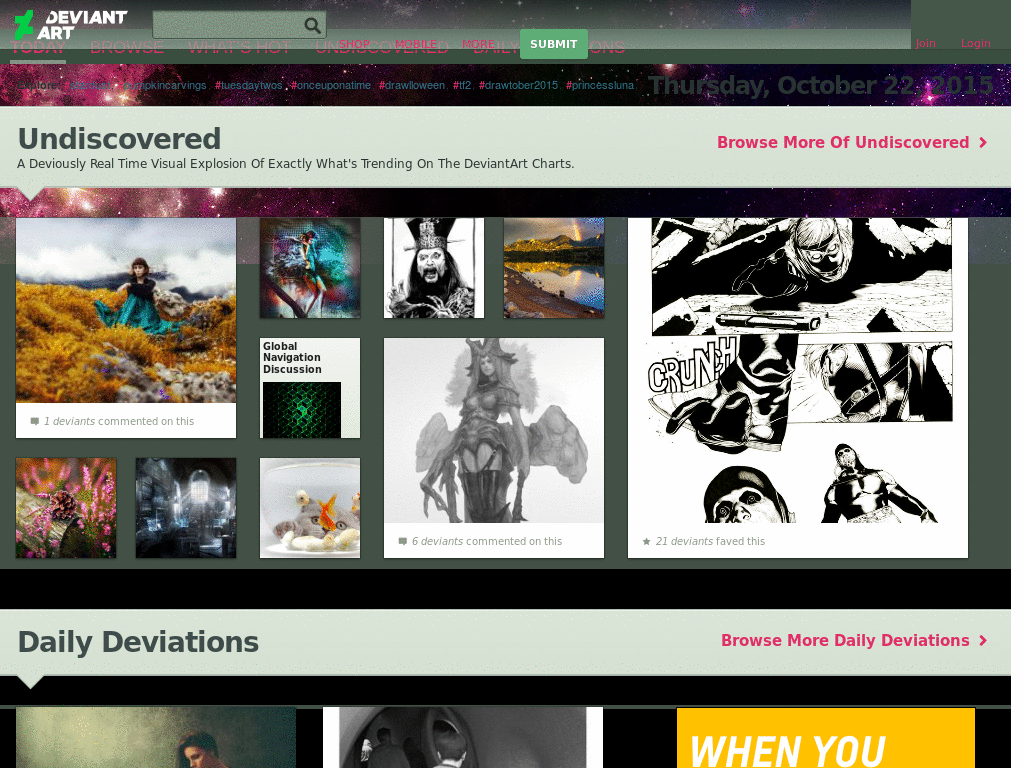 DEVIANT
ART
SHOP MOBILE MORE SUBMIT Join Login
TODAY BROWSE WHAT'S HOT UNDISCOVERED DAILY
#pumpkincarvings #tuesdaytwos #onceuponatime #drawlloween #tf2 #drawtober2015 #princessluna Thursday, October 22, 2015
Undiscovered
Browse More Of Undiscovered
A Deviously Real Time Visual Explosion Of Exactly What's Trending On The DeviantArt Charts.
Global
Navigation
Discussion
CRUNCH
1 deviants commented on this
6 deviants commented on this
21 deviants faved this
Daily Deviations
Browse More Daily Deviations
WHEN YOU